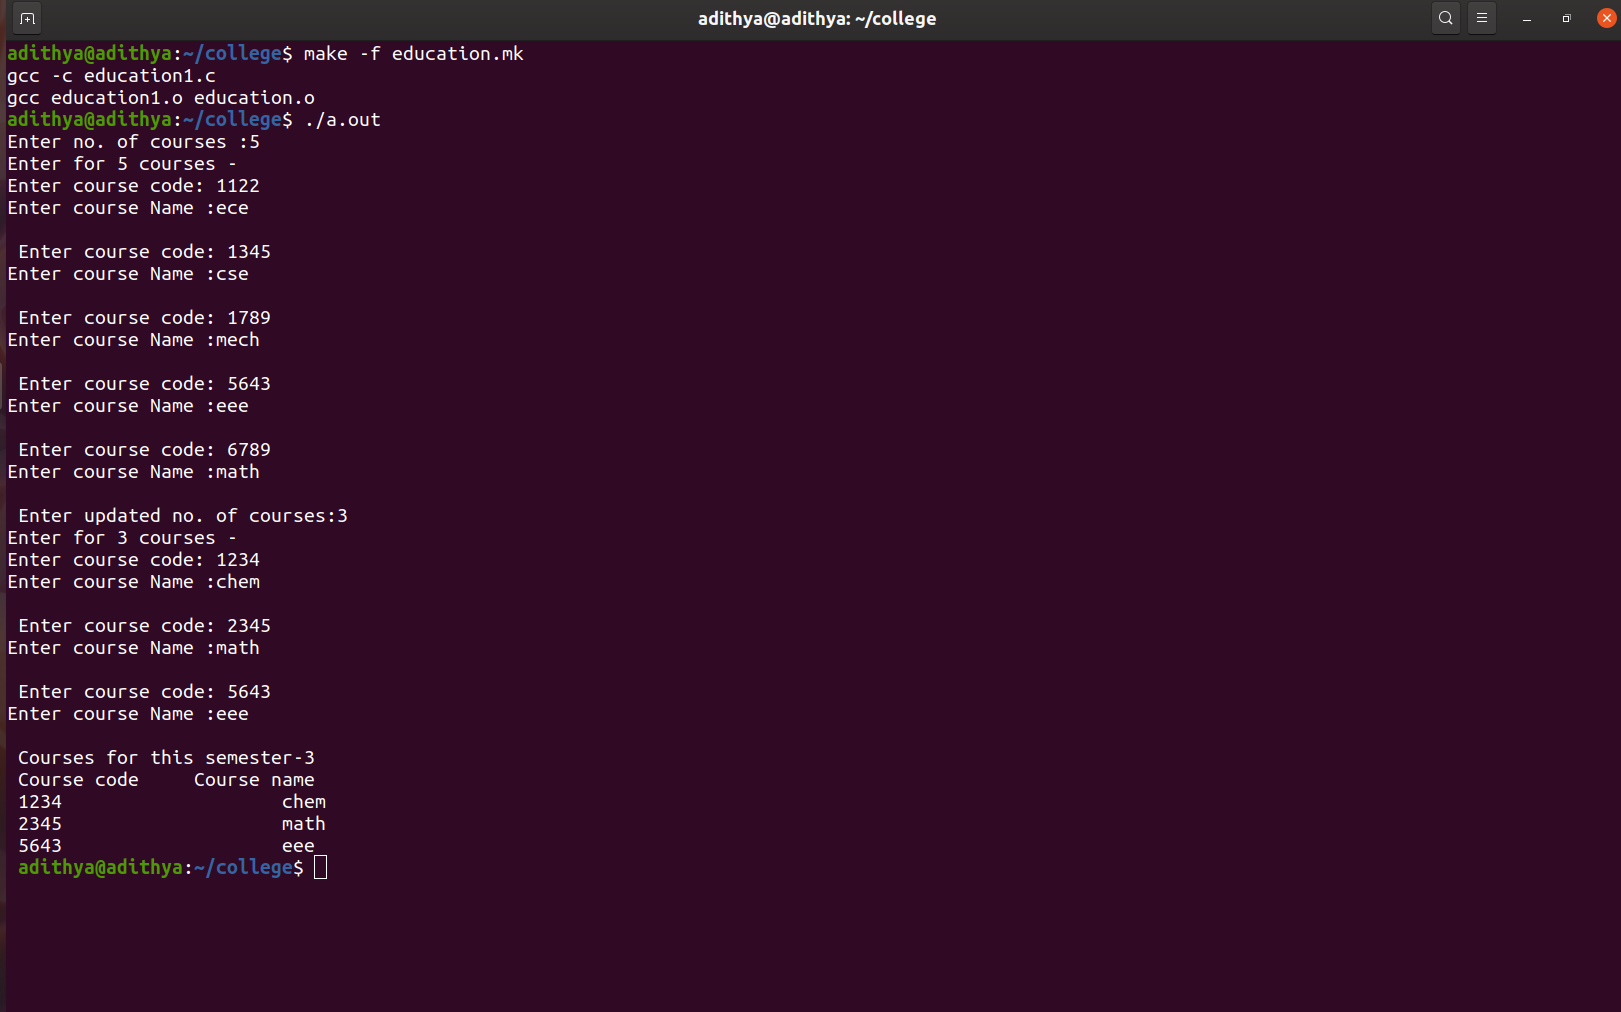 adithya@adithya: ~/college
adithya@adithya:~/college$ make -f education.mk
gcc -c education1.c
gcc education1.o education.o
adithya@adithya:~/college$ ./a.out
Enter no. of courses :5
Enter for 5 courses -
Enter course code: 1122
Enter course Name :ece
Enter course code: 1345
Enter course Name :cse
Enter course code: 1789
Enter course Name :mech
Enter course code: 5643
Enter course Name :eee
Enter course code: 6789
Enter course Name :math
Enter updated no. of courses:3
Enter for 3 courses -
Enter course code: 1234
Enter course Name :chem
Enter course code: 2345
Enter course Name :math
Enter course code: 5643
Enter course Name :eee
Courses for this semester-3
Course code     Course name
1234                    chem
2345                    math
5643                    eee
adithya@adithya:~/college$